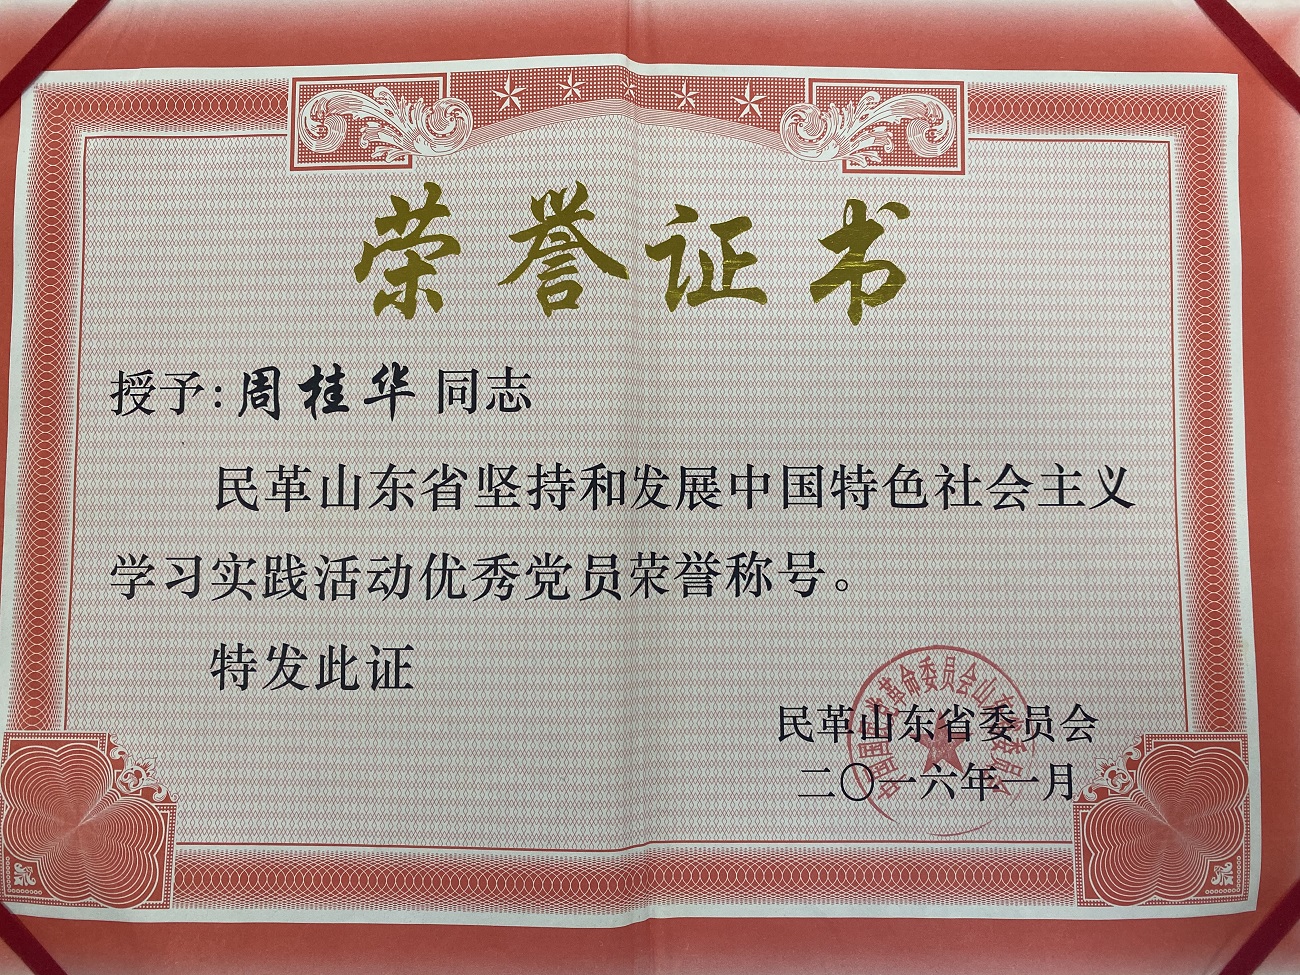 荣誉证书
授予：周桂华 同志
民革山东省坚持和发展中国特色社会主义
学习实践活动优秀党员荣誉称号。
特发此证
民革山东省委员会
二〇一六年一月